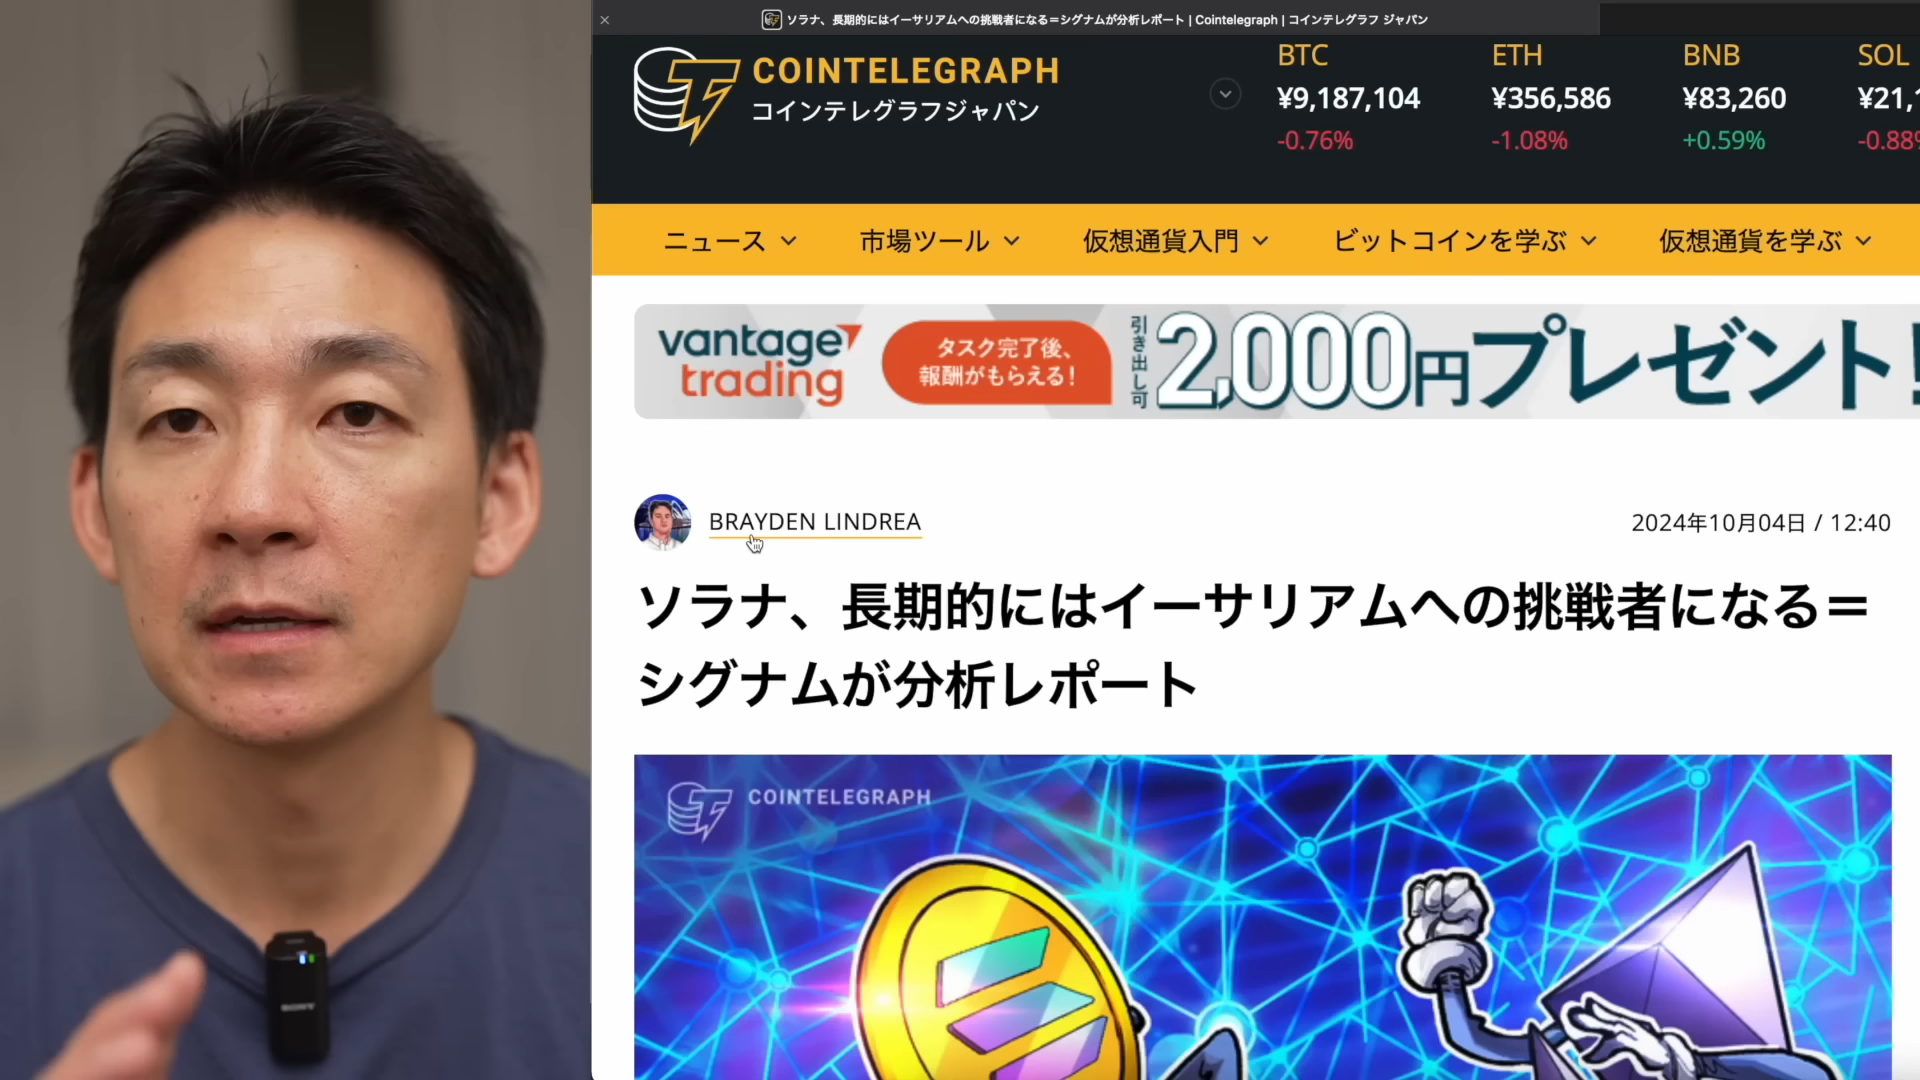 ソラナ、長期的にはイーサリアムへの挑戦者になる＝シグナムが分析レポート | Cointelegraph | コインテレグラフ ジャパン
COINTELEGRAPH
コインテレグラフジャパン
BTC
¥9,187,104
-0.76%
ETH
¥356,586
-1.08%
BNB
¥83,260
+0.59%
SOL
¥21,1
-0.88%
ニュース
市場ツール
仮想通貨入門
ビットコインを学ぶ
仮想通貨を学ぶ
vantage
trading
タスク完了後、
報酬がもらえる！
引き出し可
2,000円プレゼント！
BRAYDEN LINDREA
2024年10月04日 / 12:40
ソラナ、長期的にはイーサリアムへの挑戦者になる＝
シグナムが分析レポート
COINTELEGRAPH
SONY